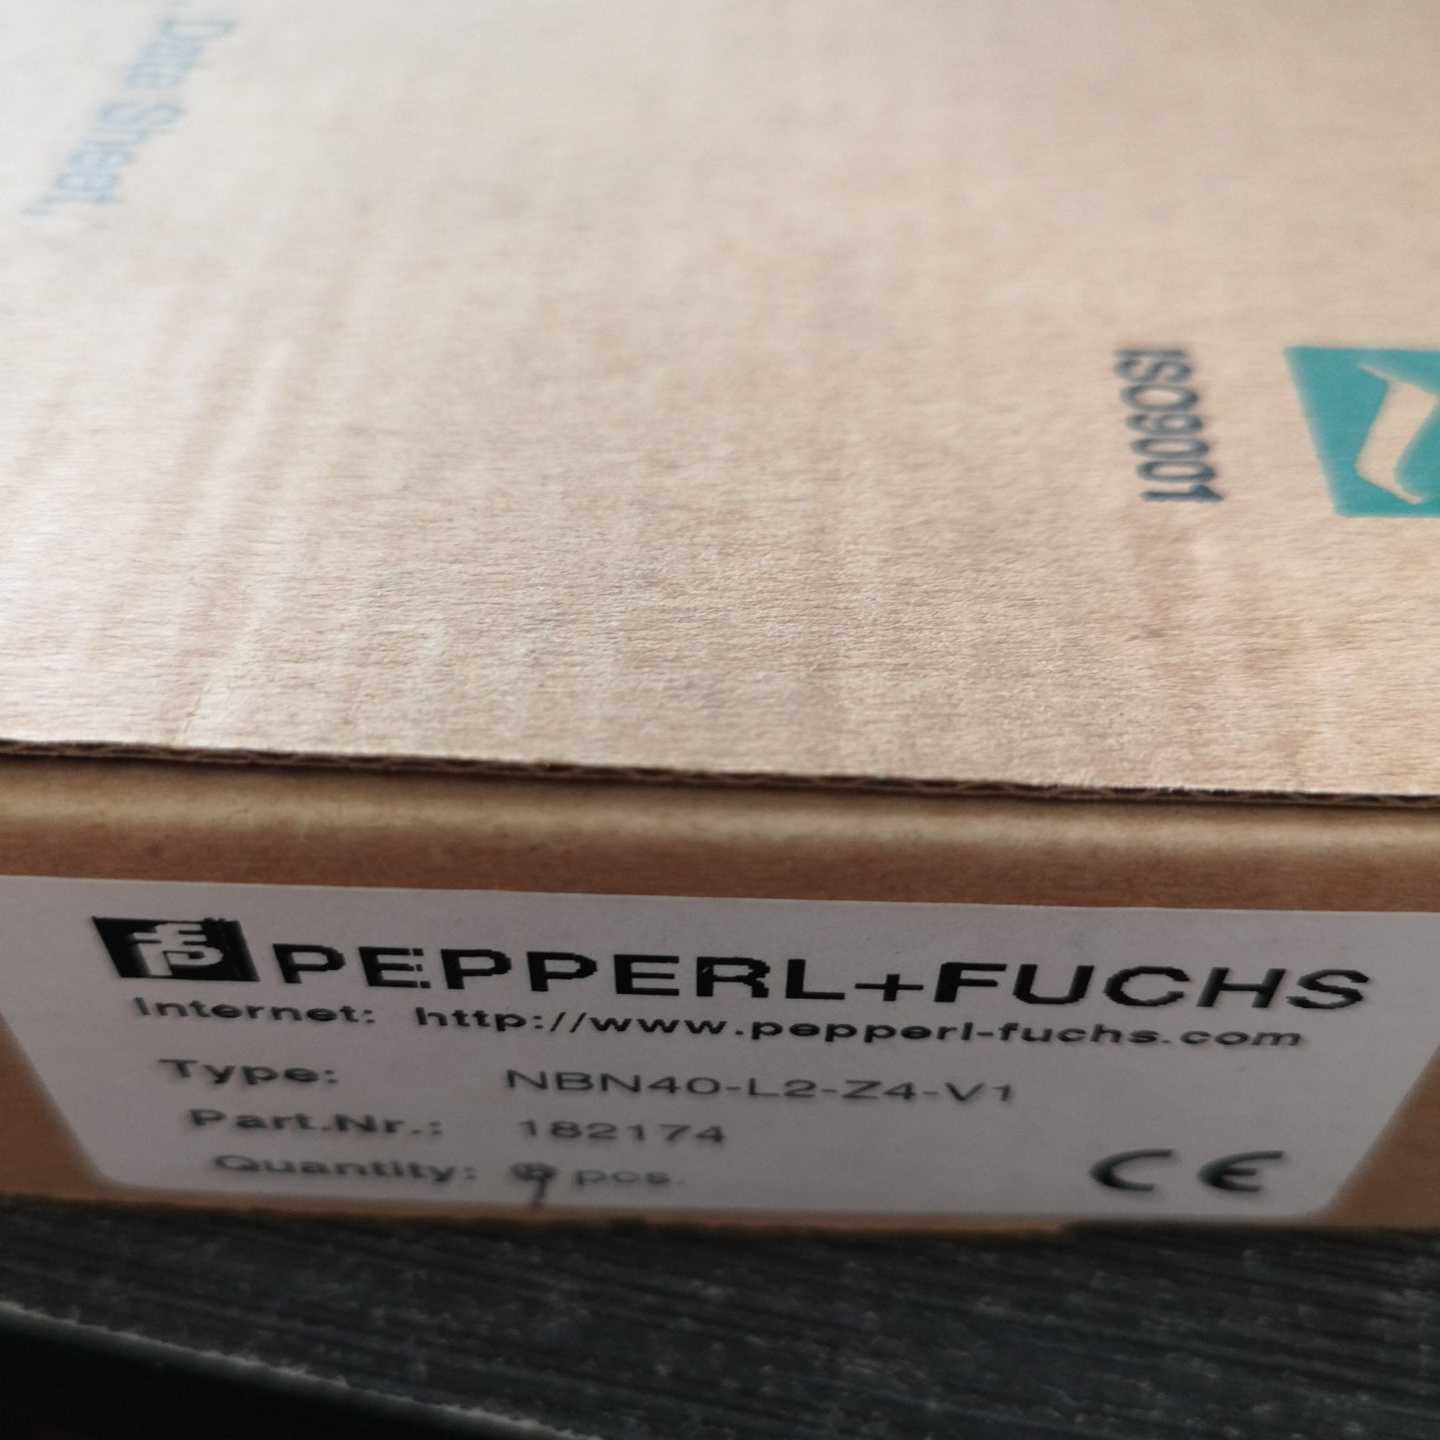 Date Sheet,
ISO9001
PEPPERL+FUCHS
Internet: http://www.pepperl-fuchs.com
Type: NBN40-L2-Z4-V1
Part.Nr.: 182174
Quantity: pcs.
CE